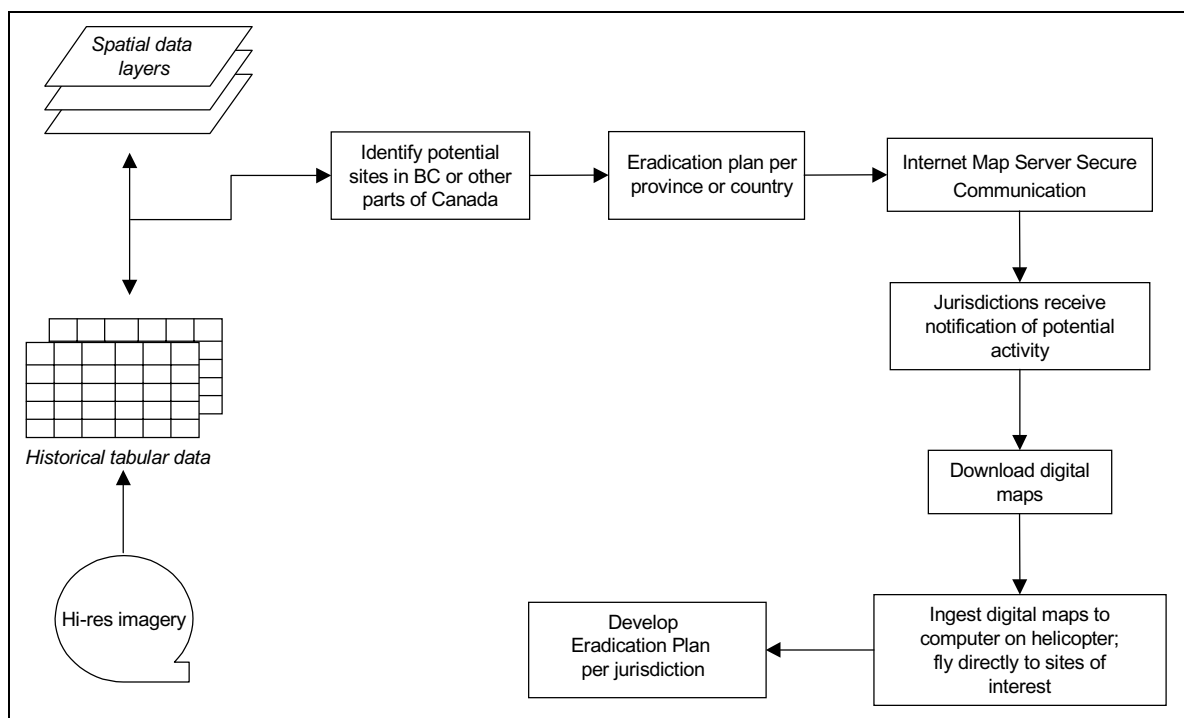 Spatial data
layers
Identify potential
sites in BC or other
parts of Canada
Eradication plan per
province or country
Internet Map Server Secure
Communication
Jurisdictions receive
notification of potential
activity
Historical tabular data
Download digital
maps
Hi-res imagery
Develop
Eradication Plan
per jurisdiction
Ingest digital maps to
computer on helicopter;
fly directly to sites of
interest